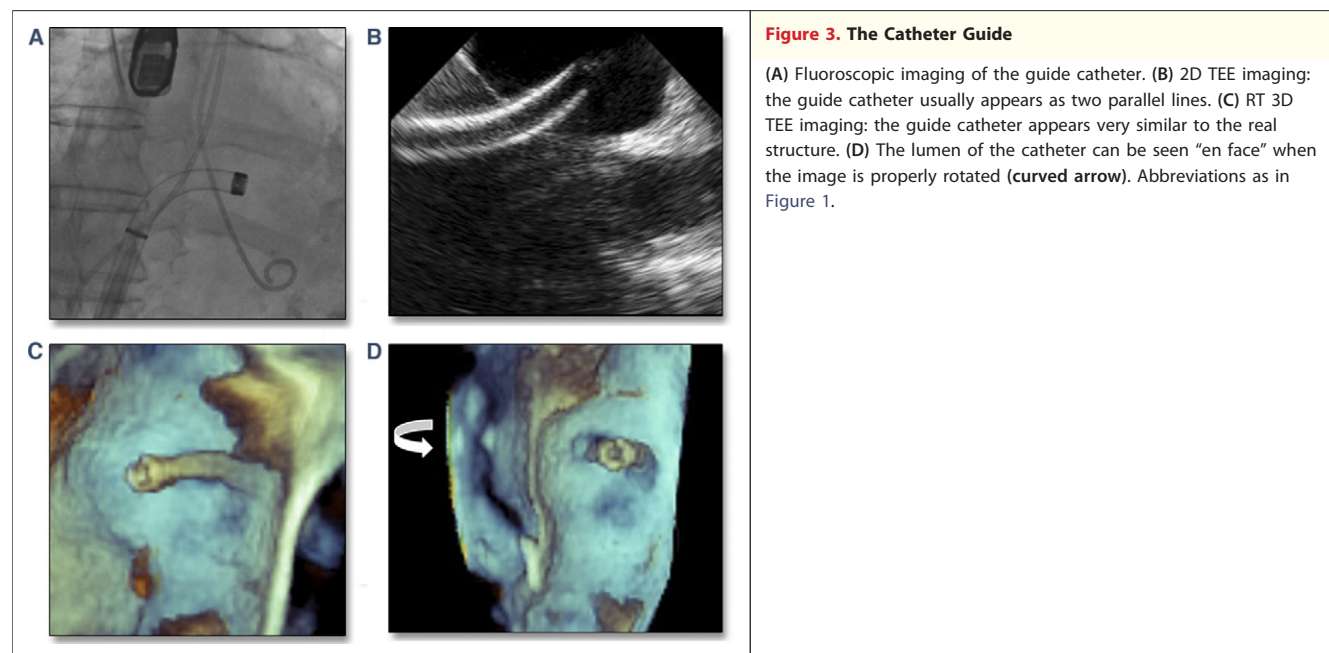 A
B
C
D
Figure 3. The Catheter Guide
(A) Fluoroscopic imaging of the guide catheter. (B) 2D TEE imaging:
the guide catheter usually appears as two parallel lines. (C) RT 3D
TEE imaging: the guide catheter appears very similar to the real
structure. (D) The lumen of the catheter can be seen “en face” when
the image is properly rotated (curved arrow). Abbreviations as in
Figure 1.